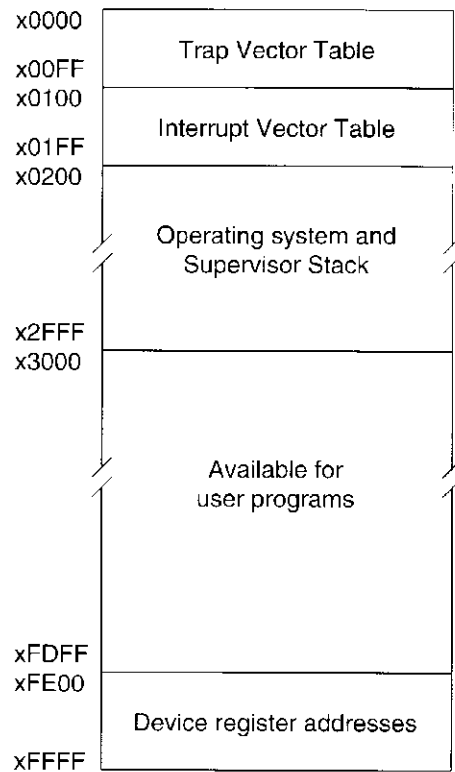 x0000
Trap Vector Table
x00FF
x0100
Interrupt Vector Table
x01FF
x0200
Operating system and
Supervisor Stack
x2FFF
x3000
Available for
user programs
xFDFF
xFE00
Device register addresses
xFFFF